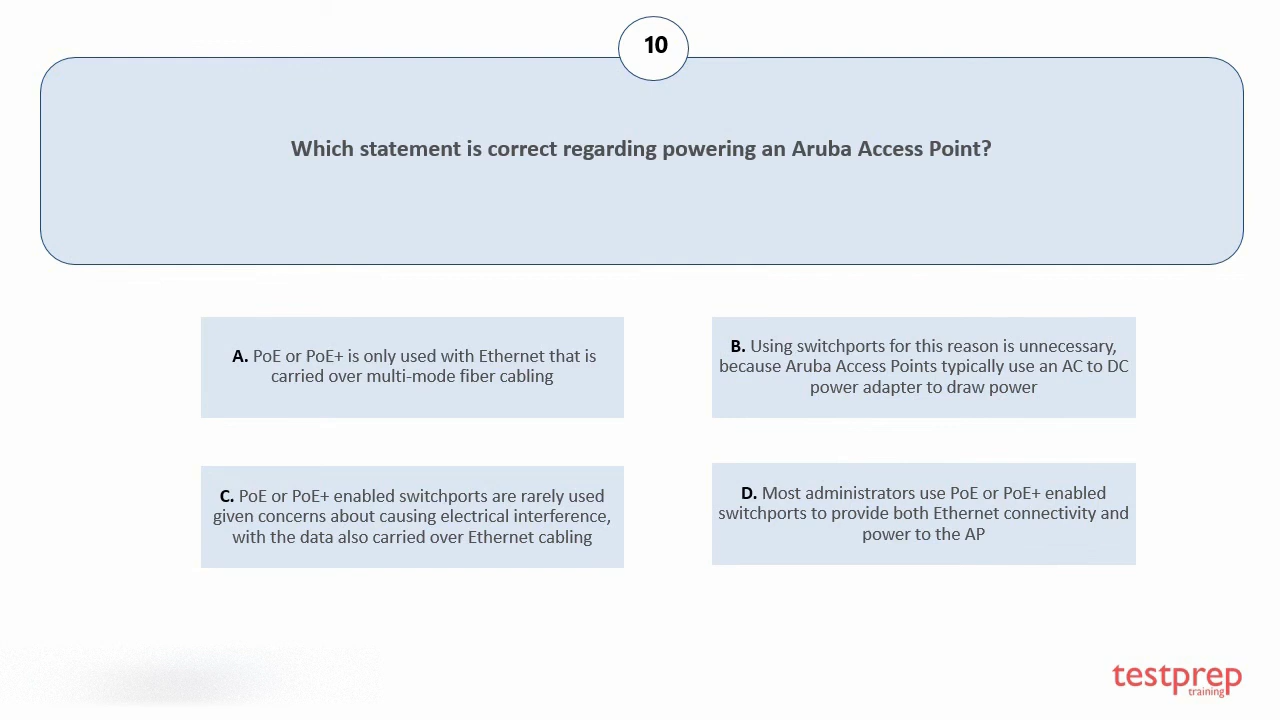 10
Which statement is correct regarding powering an Aruba Access Point?
A. PoE or PoE+ is only used with Ethernet that is
carried over multi-mode fiber cabling
B. Using switchports for this reason is unnecessary,
because Aruba Access Points typically use an AC to DC
power adapter to draw power
C. PoE or PoE+ enabled switchports are rarely used
given concerns about causing electrical interference,
with the data also carried over Ethernet cabling
D. Most administrators use PoE or PoE+ enabled
switchports to provide both Ethernet connectivity and
power to the AP
testprep
training